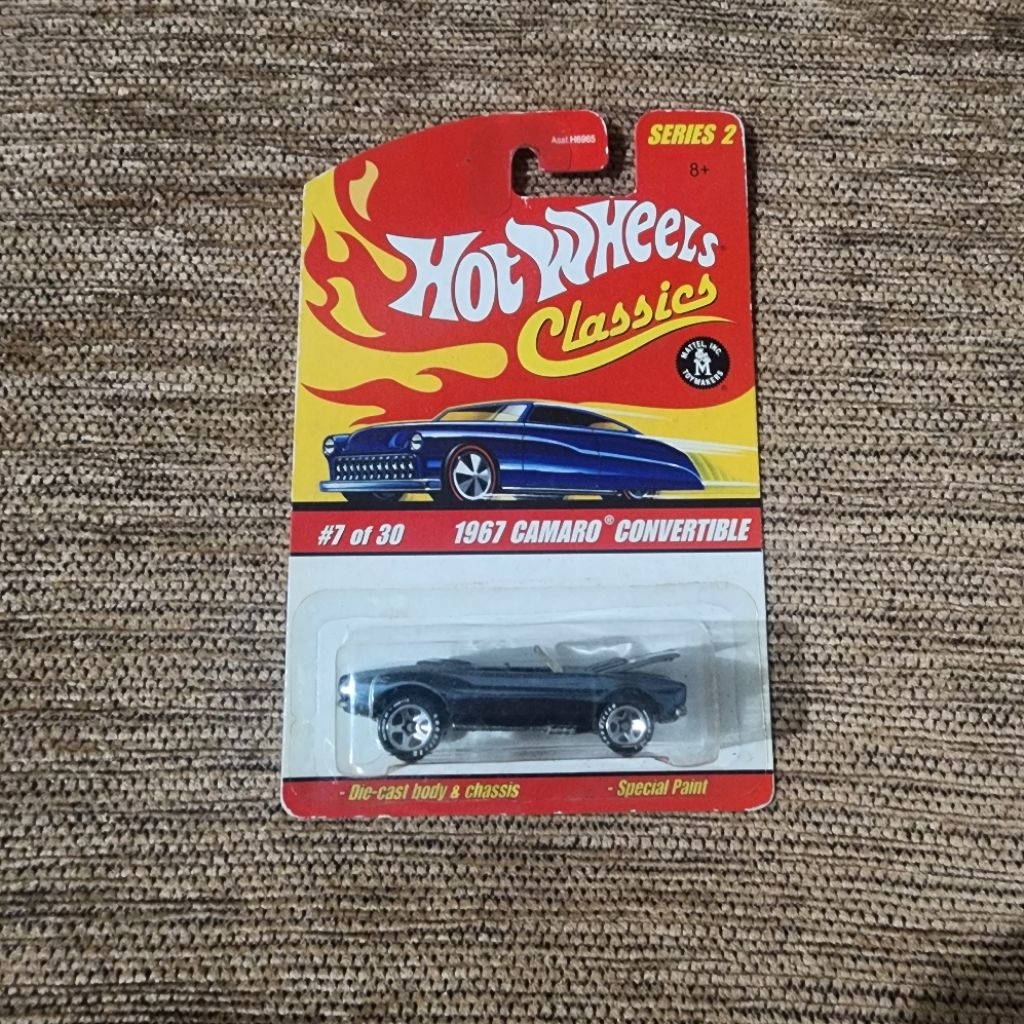 Asst.H6965
SERIES 2
8+
Hot Wheels
Classics
MATTEL, INC.
M
TOYMAKERS
#7 of 30 1967 CAMARO® CONVERTIBLE
- Die-cast body & chassis - Special Paint